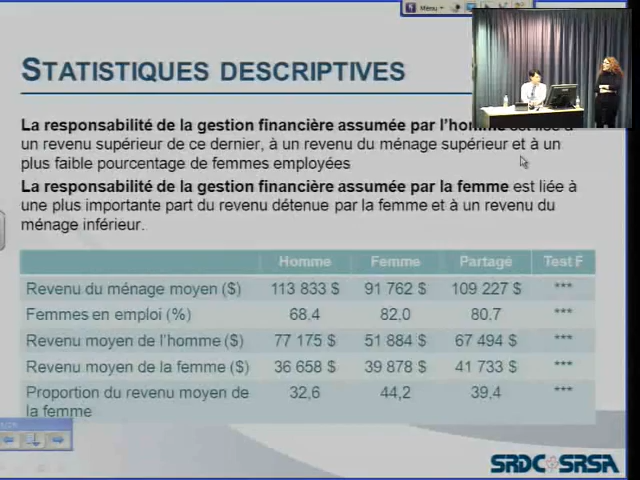 Menu
STATISTIQUES DESCRIPTIVES
La responsabilité de la gestion financière assumée par l'homme est liée à
un revenu supérieur de ce dernier, à un revenu du ménage supérieur et à un
plus faible pourcentage de femmes employées
La responsabilité de la gestion financière assumée par la femme est liée à
une plus importante part du revenu détenue par la femme et à un revenu du
ménage inférieur.
Homme Femme Partagé Test F
Revenu du ménage moyen ($) 113 833 $ 91 762 $ 109 227 $ ***
Femmes en emploi (%) 68,4 82,0 80,7 ***
Revenu moyen de l'homme ($) 77 175 $ 51 884 $ 67 494 $ ***
Revenu moyen de la femme ($) 36 658 $ 39 878 $ 41 733 $ ***
Proportion du revenu moyen de 32,6 44,2 39,4 ***
la femme
SRDC SRSA